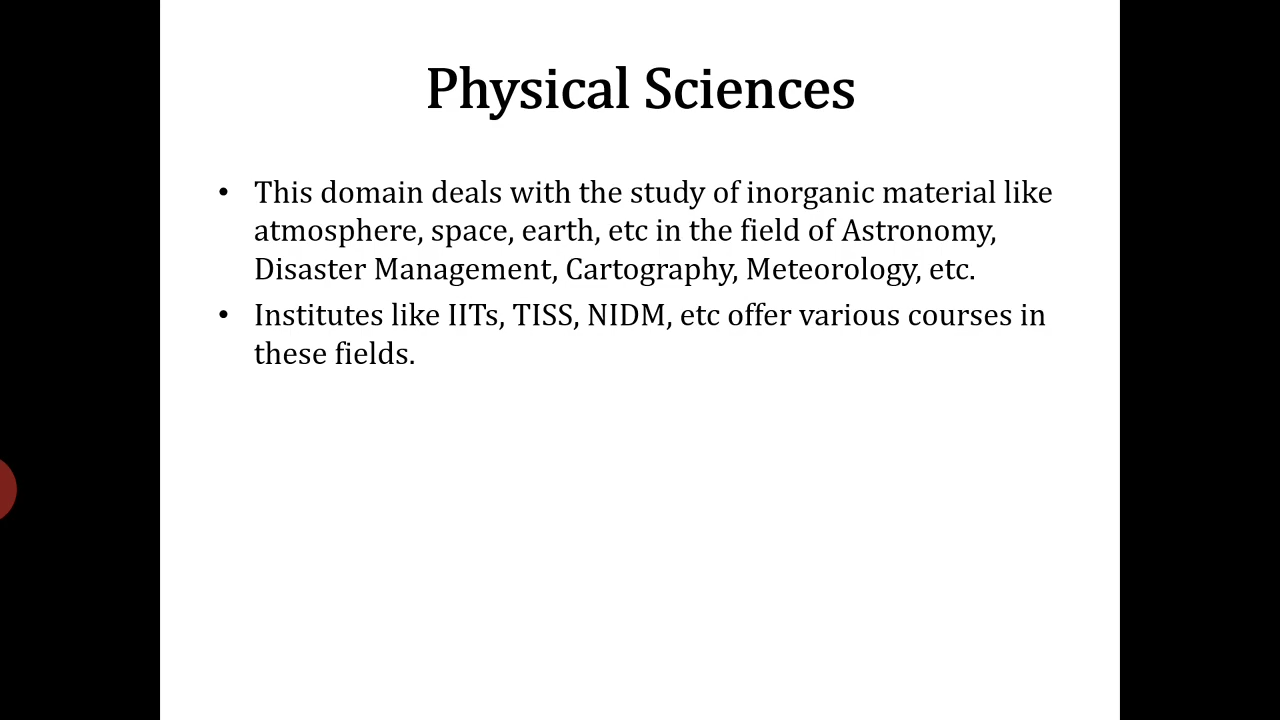 Physical Sciences
• This domain deals with the study of inorganic material like
atmosphere, space, earth, etc in the field of Astronomy,
Disaster Management, Cartography, Meteorology, etc.
• Institutes like IITs, TISS, NIDM, etc offer various courses in
these fields.